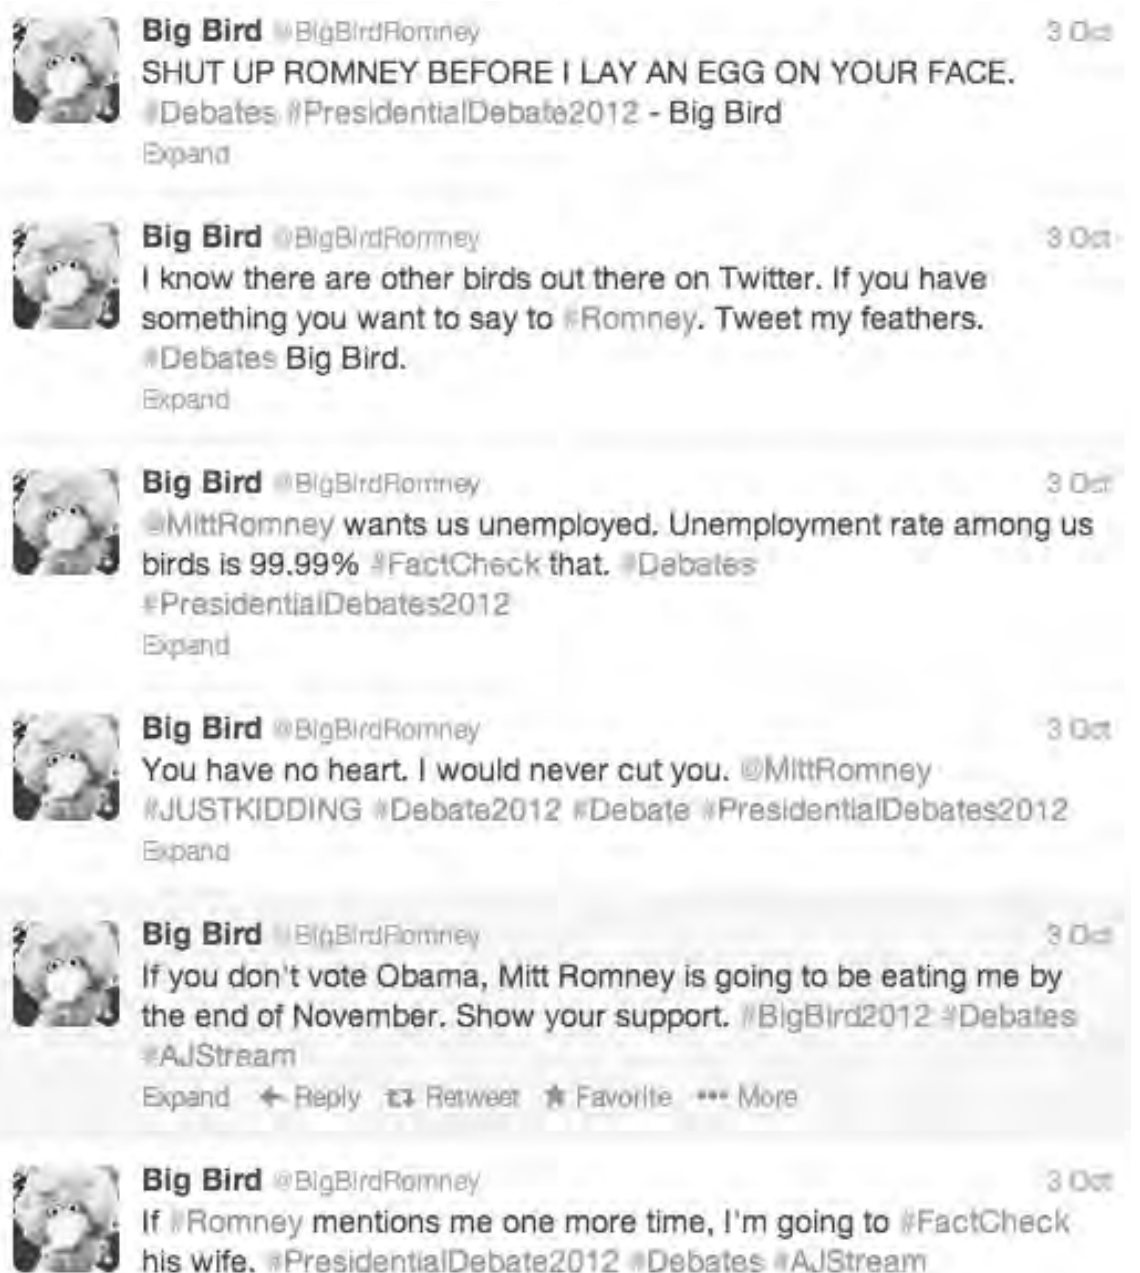 Big Bird @BigBirdRomney 3 Oct
SHUT UP ROMNEY BEFORE I LAY AN EGG ON YOUR FACE.
#Debates #PresidentialDebate2012 - Big Bird
Expand
Big Bird @BigBirdRomney 3 Oct
I know there are other birds out there on Twitter. If you have
something you want to say to #Romney. Tweet my feathers.
#Debates Big Bird.
Expand
Big Bird @BigBirdRomney 3 Oct
@MittRomney wants us unemployed. Unemployment rate among us
birds is 99.99% #FactCheck that. #Debates
#PresidentialDebates2012
Expand
Big Bird @BigBirdRomney 3 Oct
You have no heart. I would never cut you. @MittRomney
#JUSTKIDDING #Debate2012 #Debate #PresidentialDebates2012
Expand
Big Bird @BigBirdRomney 3 Oct
If you don't vote Obama, Mitt Romney is going to be eating me by
the end of November. Show your support. #BigBird2012 #Debates
#AJStream
Expand Reply Retweet Favorite More
Big Bird @BigBirdRomney 3 Oct
If #Romney mentions me one more time, I'm going to #FactCheck
his wife. #PresidentialDebate2012 #Debates #AJStream